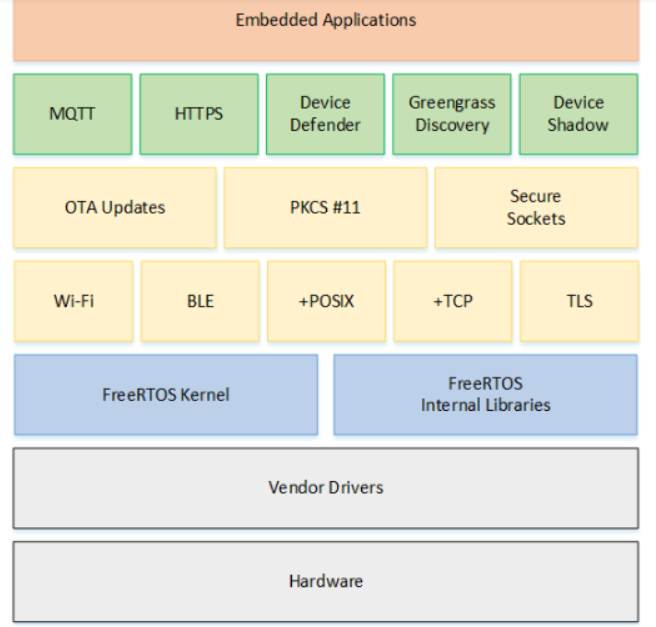 Embedded Applications
MQTT
HTTPS
Device
Defender
Greengrass
Discovery
Device
Shadow
OTA Updates
PKCS #11
Secure
Sockets
Wi-Fi
BLE
+POSIX
+TCP
TLS
FreeRTOS Kernel
FreeRTOS
Internal Libraries
Vendor Drivers
Hardware